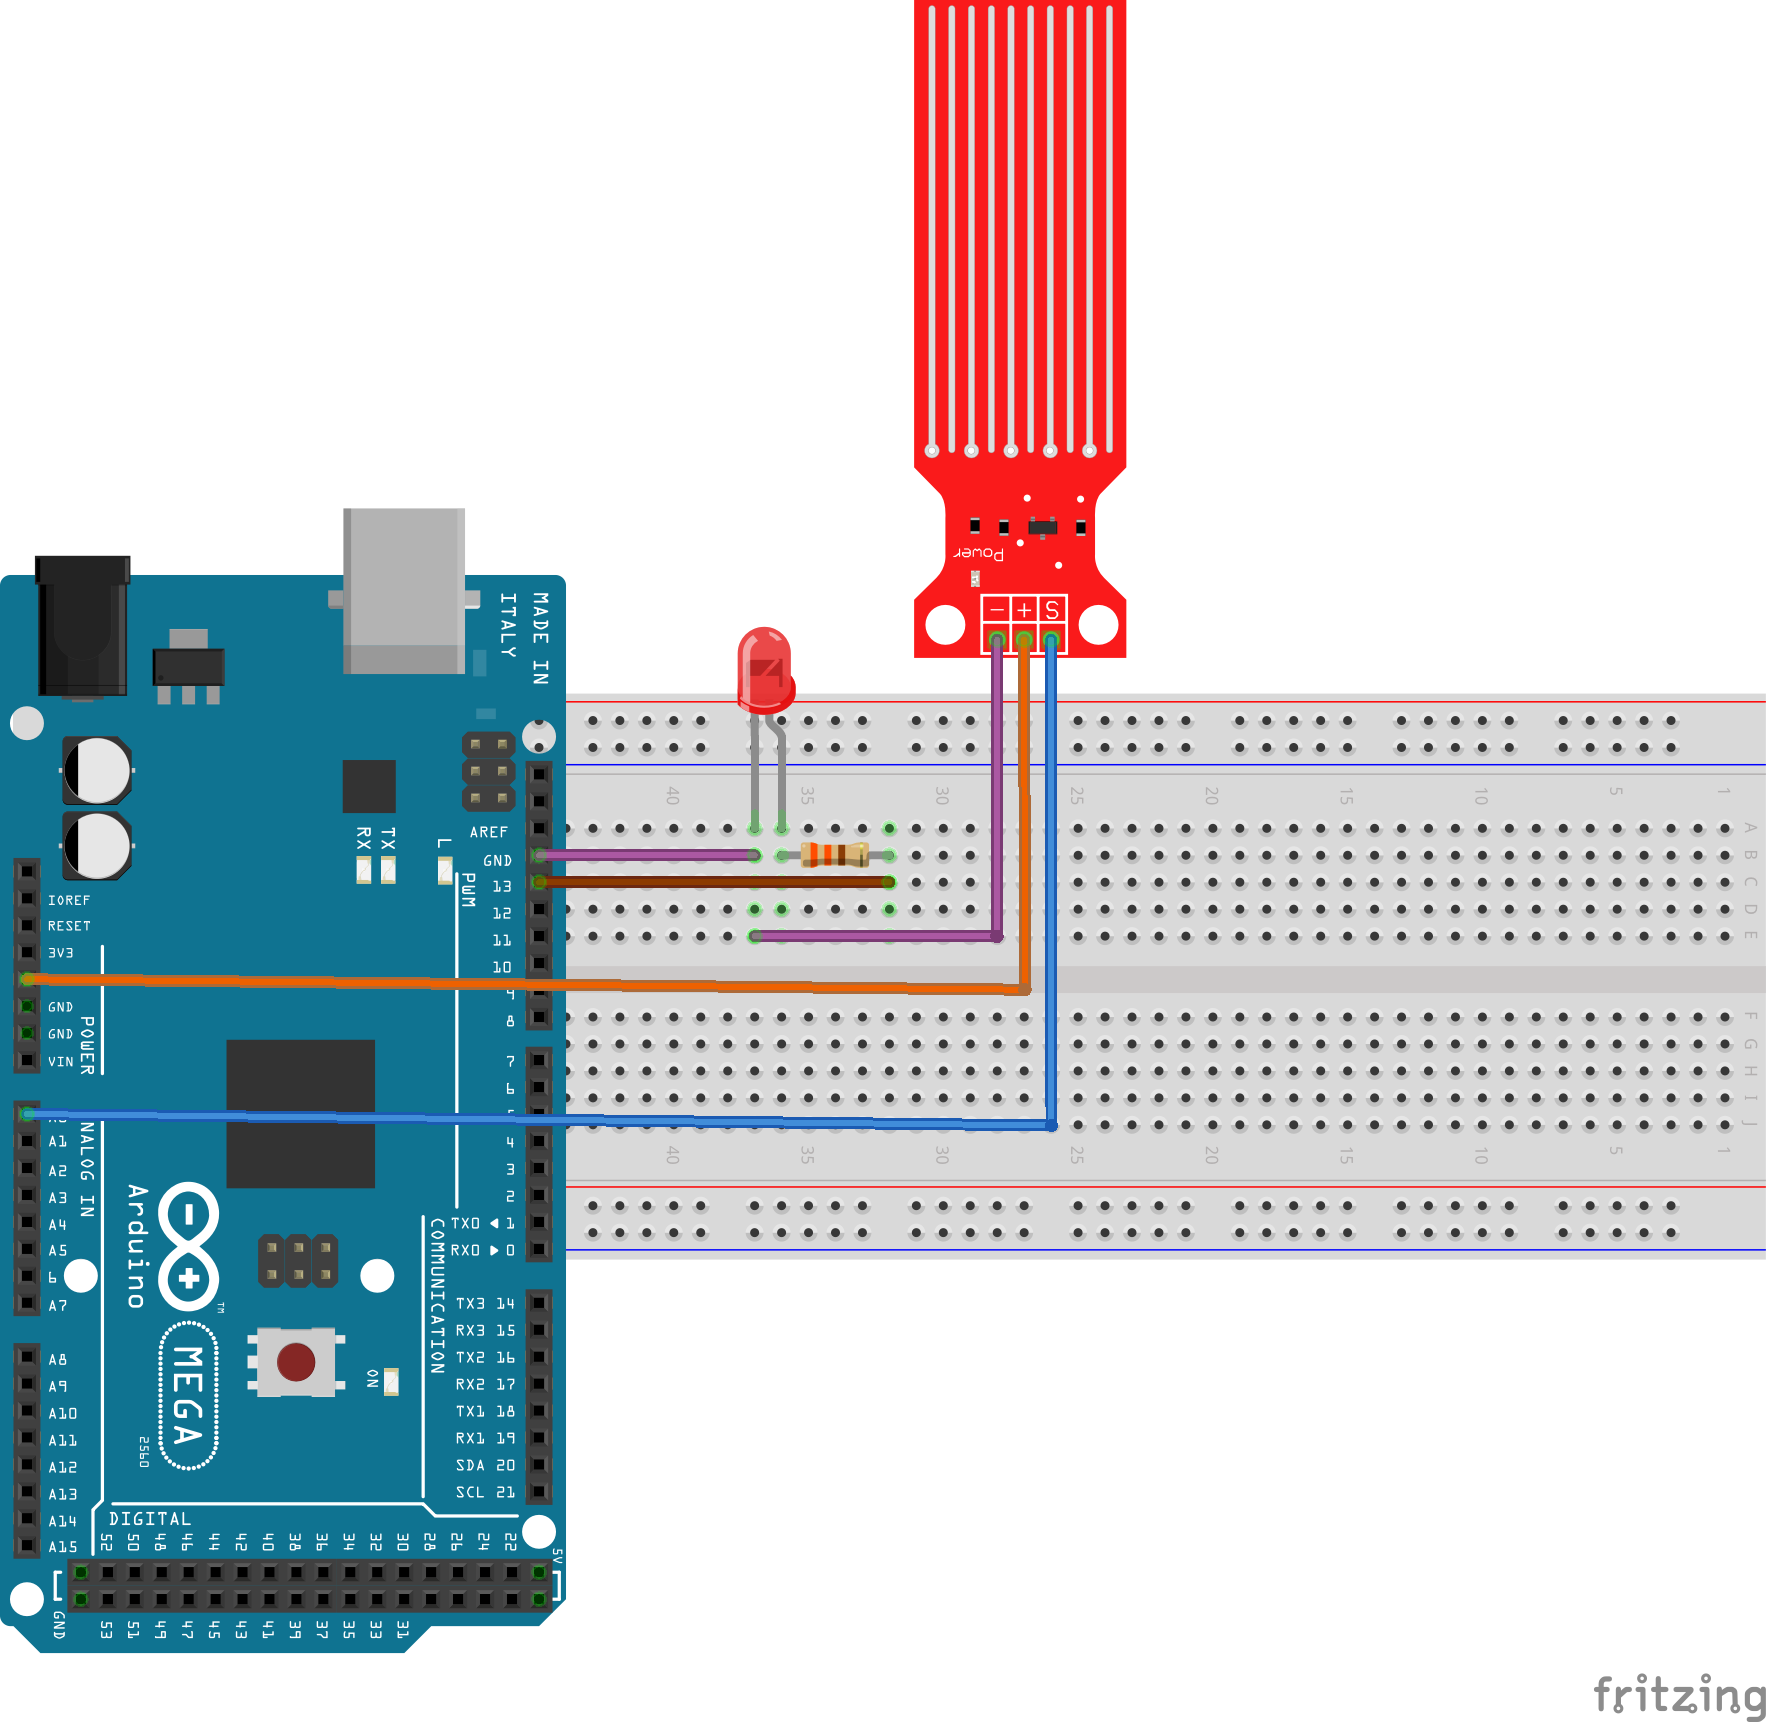 Power
- + S
MADE IN
ITALY
RX
TX
L
AREF
GND
13
12
11
10
9
8
PWM
7
6
4
3
2
TX0 ◄ 1
RX0 ► 0
COMMUNICATION
TX3 14
RX3 15
TX2 16
RX2 17
TX1 18
RX1 19
SDA 20
SCL 21
IOREF
RESET
3V3
GND
GND
VIN
POWER
A1
A2
A3
A4
A5
6
A7
NALOG IN
A8
A9
A10
A11
A12
A13
A14
A15
Arduino
TM
MEGA
2560
ON
DIGITAL
52 50 48 46 44 42 40 38 36 34 32 30 28 26 24 22
5V
GND
53 51 49 47 45 43 41 39 37 35 33 31
40 35 30 25 20 15 10 5 1
A
B
C
D
E
F
G
H
I
J
40 35 30 25 20 15 10 5 1
fritzing